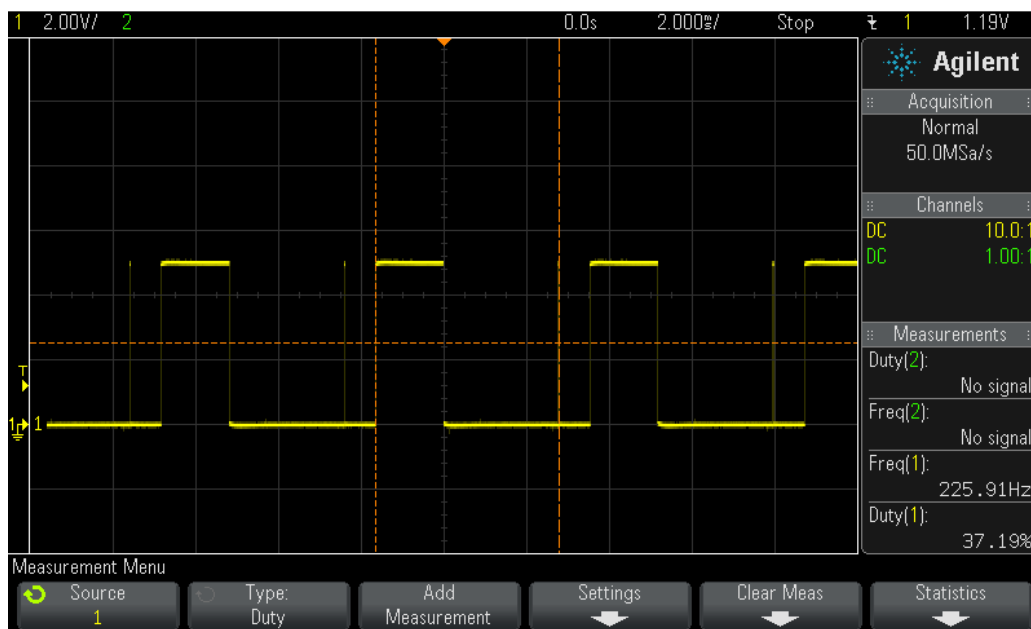 1 2.00V/ 2 0.0s 2.000ms/ Stop 1 1.19V
Agilent
Acquisition
Normal
50.0MSa/s
Channels
DC 10.0:1
DC 1.00:1
Measurements
Duty(2):
No signal
Freq(2):
No signal
Freq(1):
225.91Hz
Duty(1):
37.19%
T
1 1
Measurement Menu
Source
1
Type:
Duty
Add
Measurement
Settings
Clear Meas
Statistics